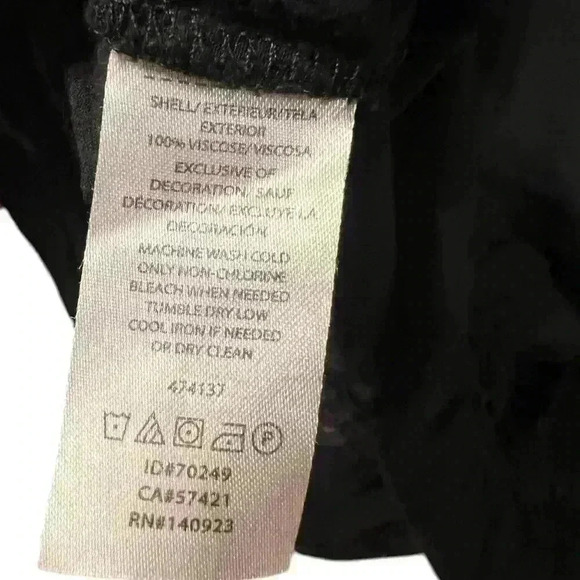 SHELL/ EXTERIEUR/TELA
EXTERIOR
100% VISCOSE/VISCOSA
EXCLUSIVE OF
DECORATION/ SAUF
DÉCORATION/ EXCLUYE LA
DECORACIÓN
MACHINE WASH COLD
ONLY NON-CHLORINE
BLEACH WHEN NEEDED
TUMBLE DRY LOW
COOL IRON IF NEEDED
OR DRY CLEAN
474137
P
ID#70249
CA#57421
RN#140923